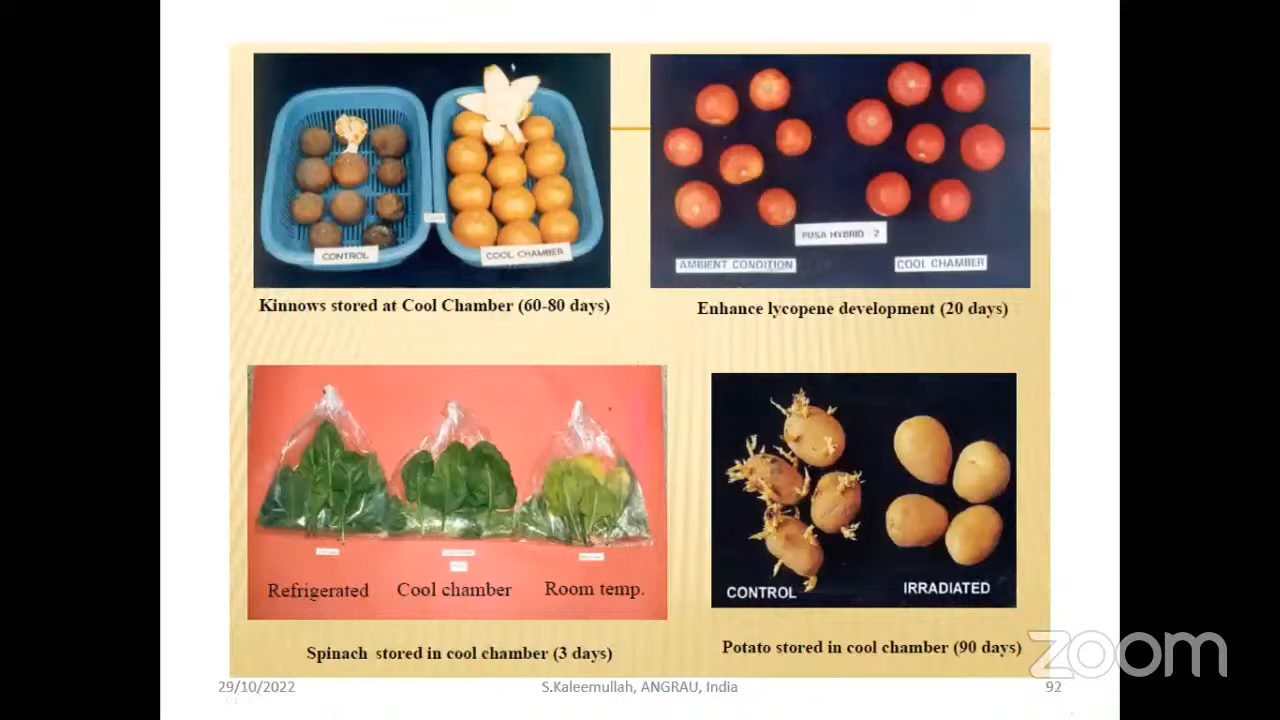 CONTROL
COOL CHAMBER
Kinnows stored at Cool Chamber (60-80 days)
PUSA HYBRID 2
AMBIENT CONDITION
COOL CHAMBER
Enhance lycopene development (20 days)
Refrigerated
Cool chamber
Room temp.
Spinach stored in cool chamber (3 days)
CONTROL
IRRADIATED
Potato stored in cool chamber (90 days)
zoom
29/10/2022
S.Kaleemullah, ANGRAU, India
92